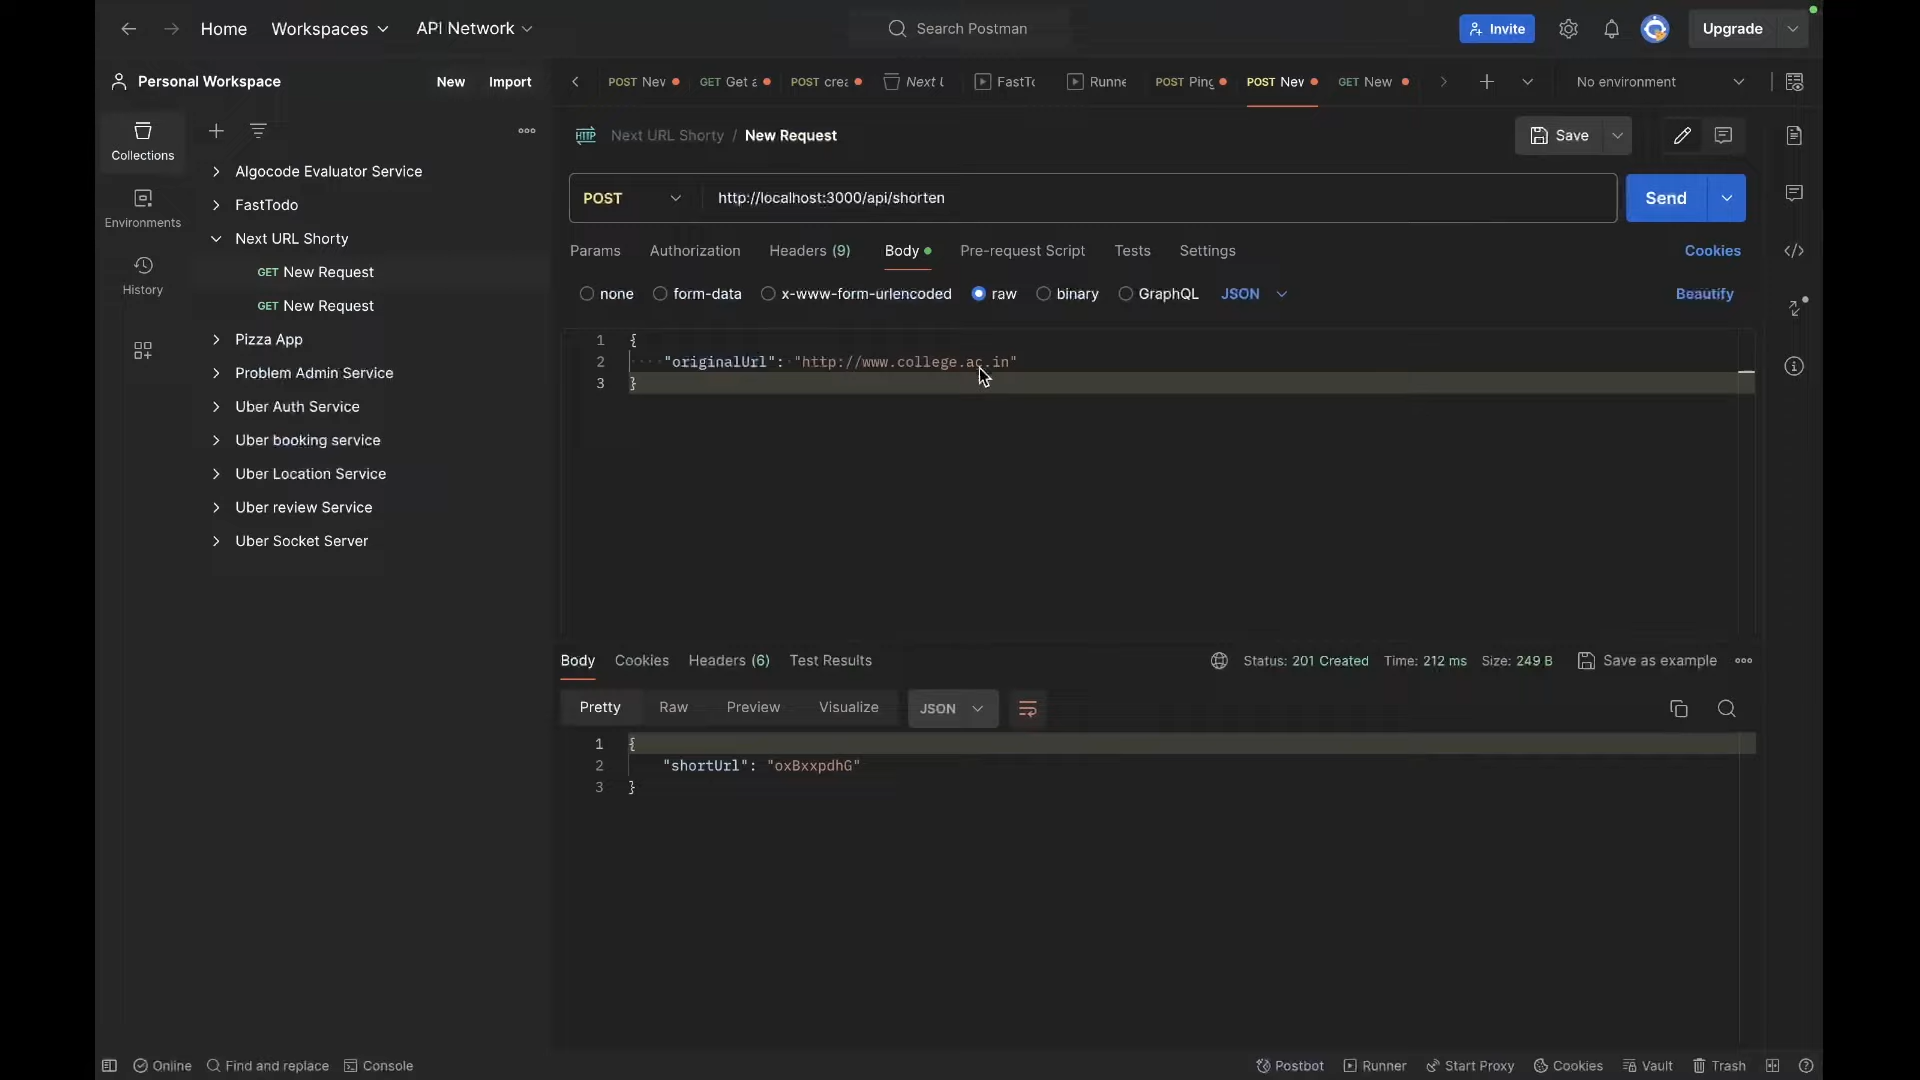 Home Workspaces API Network Search Postman Invite Upgrade
Personal Workspace New Import
POST Nev GET Get a POST crea Next U FastTo Runne POST Ping POST Nev GET New No environment
Collections
Environments
History
Algocode Evaluator Service
FastTodo
Next URL Shorty
GET New Request
GET New Request
Pizza App
Problem Admin Service
Uber Auth Service
Uber booking service
Uber Location Service
Uber review Service
Uber Socket Server
HTTP Next URL Shorty / New Request Save
POST http://localhost:3000/api/shorten Send
Params Authorization Headers (9) Body Pre-request Script Tests Settings Cookies
none form-data x-www-form-urlencoded raw binary GraphQL JSON Beautify
1 {
2 "originalUrl": "http://www.college.ac.in"
3 }
Body Cookies Headers (6) Test Results Status: 201 Created Time: 212 ms Size: 249 B Save as example
Pretty Raw Preview Visualize JSON
1 {
2 "shortUrl": "oxBxxpdhG"
3 }
Online Find and replace Console Postbot Runner Start Proxy Cookies Vault Trash